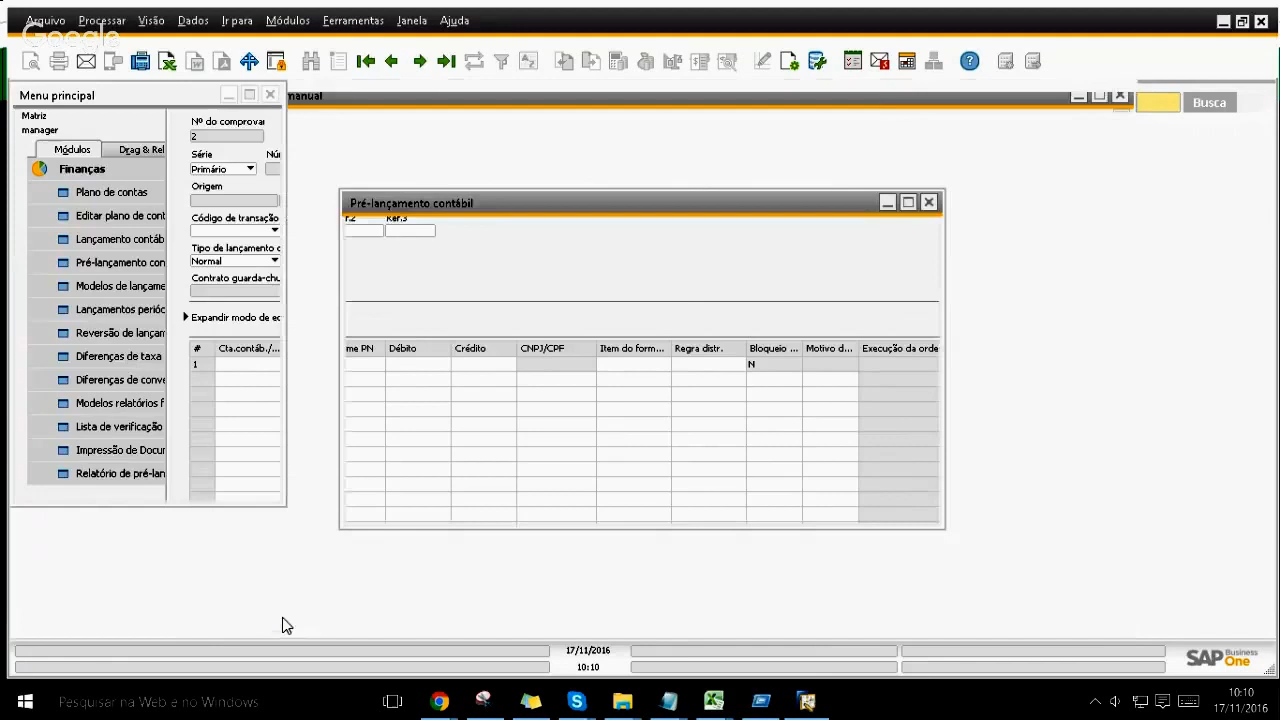 Arquivo Processar Visão Dados Ir para Módulos Ferramentas Janela Ajuda
Google
Menu principal
manual
Busca
Matriz
manager
Módulos Drag & Rel
Finanças
Plano de contas
Editar plano de cont
Lançamento contáb
Pré-lançamento con
Modelos de lançame
Lançamentos periód
Reversão de lançam
Diferenças de taxa
Diferenças de conve
Modelos relatórios f
Lista de verificação
Impressão de Docur
Relatório de pré-lan
Nº do comprovar
2
Série Nú
Primário
Origem
Código de transação
Tipo de lançamento c
Normal
Contrato guarda-chu
Expandir modo de ec
# Cta.contáb./...
1
Pré-lançamento contábil
f.2 Ref.3
me PN Débito Crédito CNPJ/CPF Item do form... Regra distr. Bloqueio ... Motivo d... Execução da orde
N
17/11/2016
10:10
SAP Business One
Pesquisar na Web e no Windows
10:10
17/11/2016